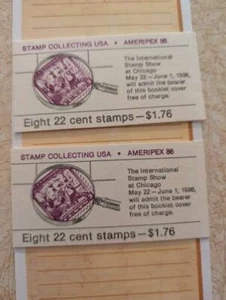 STAMP COLLECTING USA • AMERIPEX 86
The International
Stamp Show
at Chicago
May 22 – June 1, 1986,
will admit the bearer
of this booklet cover
free of charge.
Eight 22 cent stamps—$1.76
STAMP COLLECTING USA • AMERIPEX 86
The International
Stamp Show
at Chicago
May 22 – June 1, 1986,
will admit the bearer
of this booklet cover
free of charge.
Eight 22 cent stamps—$1.76